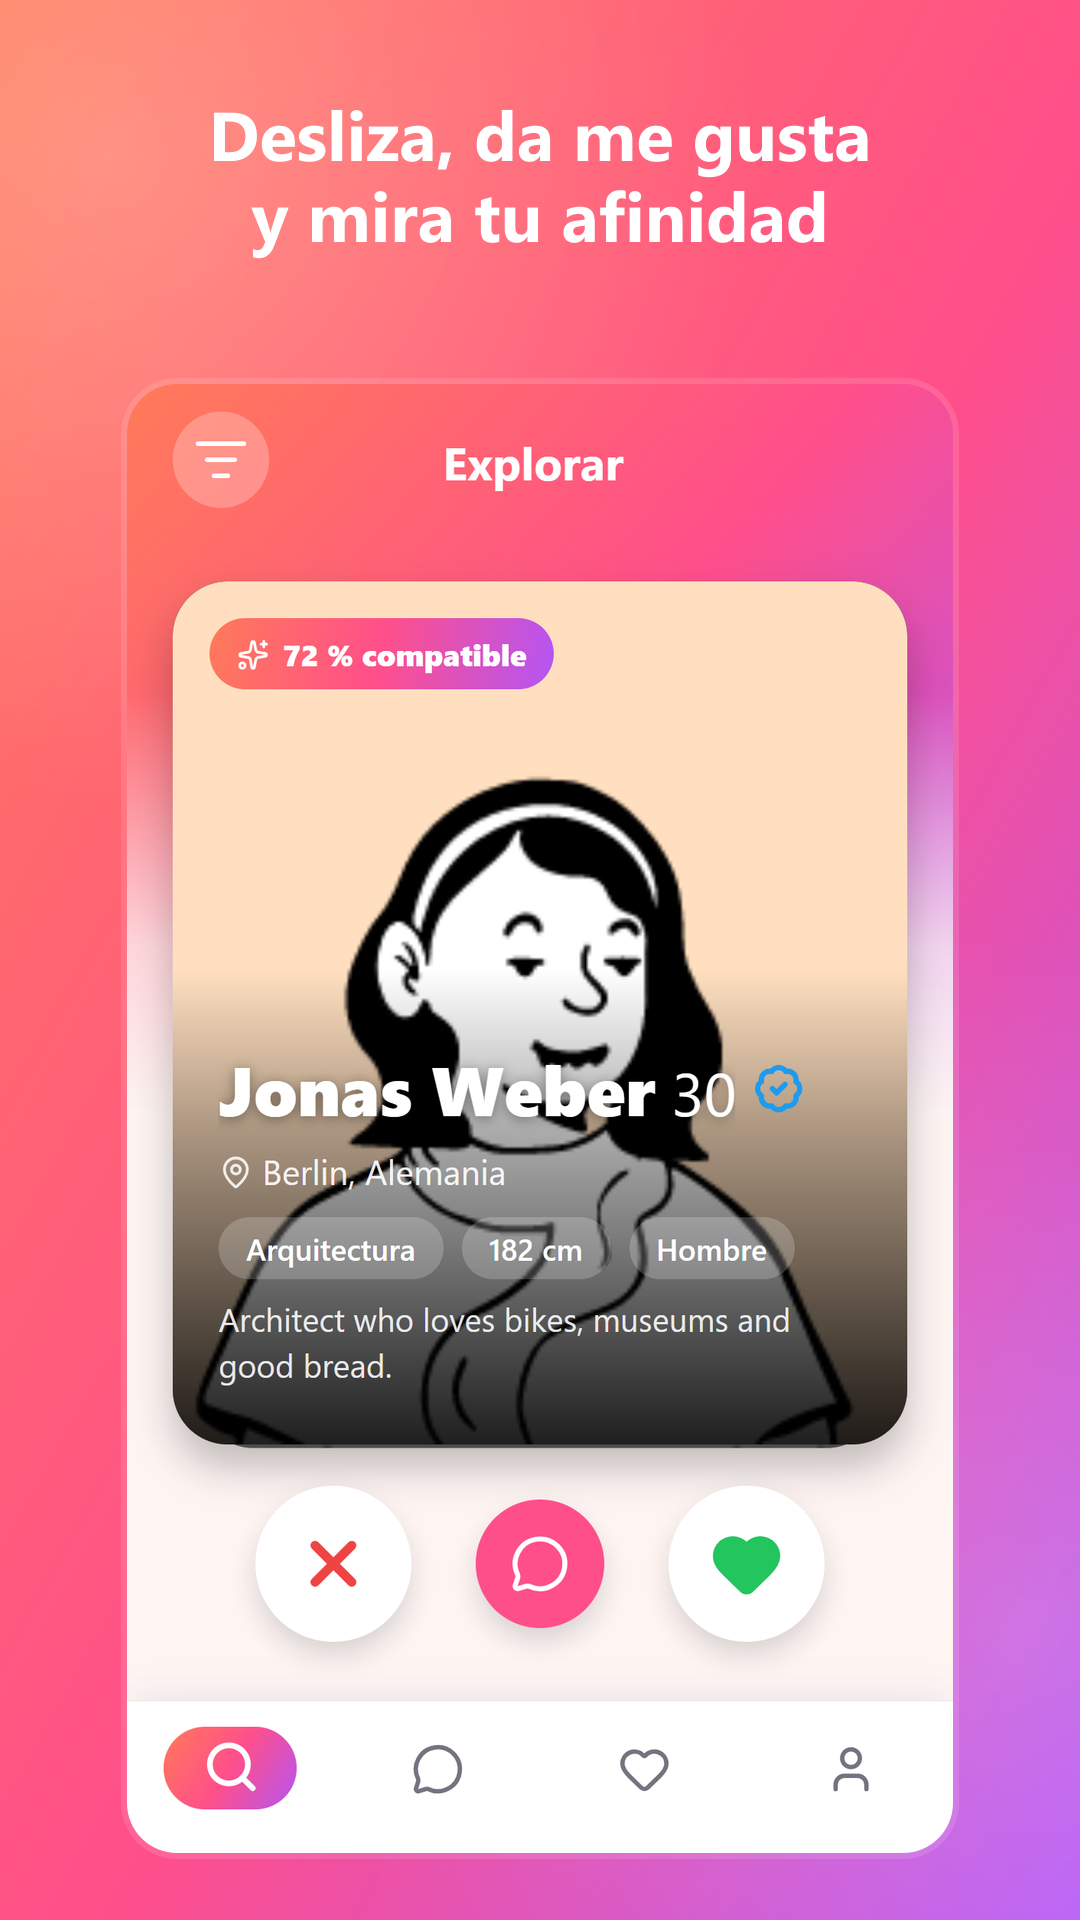 Desliza, da me gusta
y mira tu afinidad
Explorar
72 % compatible
Jonas Weber 30
Berlin, Alemania
Arquitectura 182 cm Hombre
Architect who loves bikes, museums and
good bread.